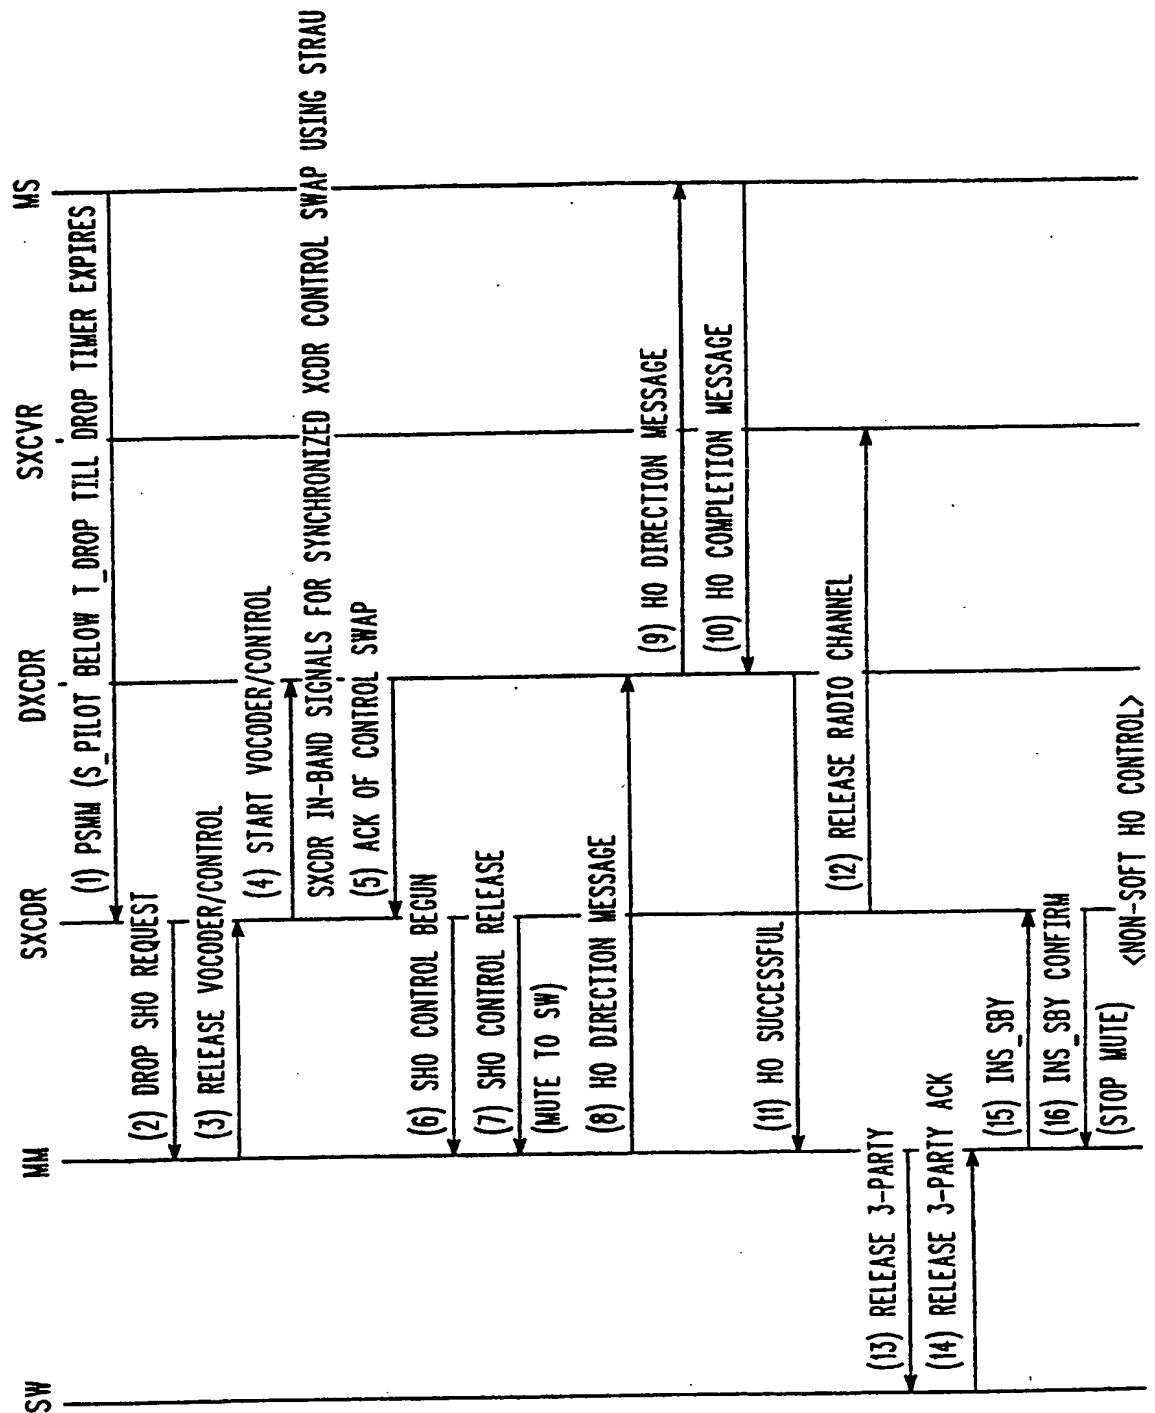 SW
MM
SXCDR
DXCDR
SXCVR
MS
(1) PSMM (S_PILOT BELOW T_DROP TILL DROP TIMER EXPIRES
(2) DROP SHO REQUEST
(3) RELEASE VOCODER/CONTROL
(4) START VOCODER/CONTROL
SXCDR IN-BAND SIGNALS FOR SYNCHRONIZED XCDR CONTROL SWAP USING STRAU
(5) ACK OF CONTROL SWAP
(6) SHO CONTROL BEGUN
(7) SHO CONTROL RELEASE
(MUTE TO SW)
(8) HO DIRECTION MESSAGE
(9) HO DIRECTION MESSAGE
(10) HO COMPLETION MESSAGE
(11) HO SUCCESSFUL
(12) RELEASE RADIO CHANNEL
(13) RELEASE 3-PARTY
(14) RELEASE 3-PARTY ACK
(15) INS_SBY
(16) INS_SBY CONFIRM
(STOP MUTE)
<NON-SOFT HO CONTROL>